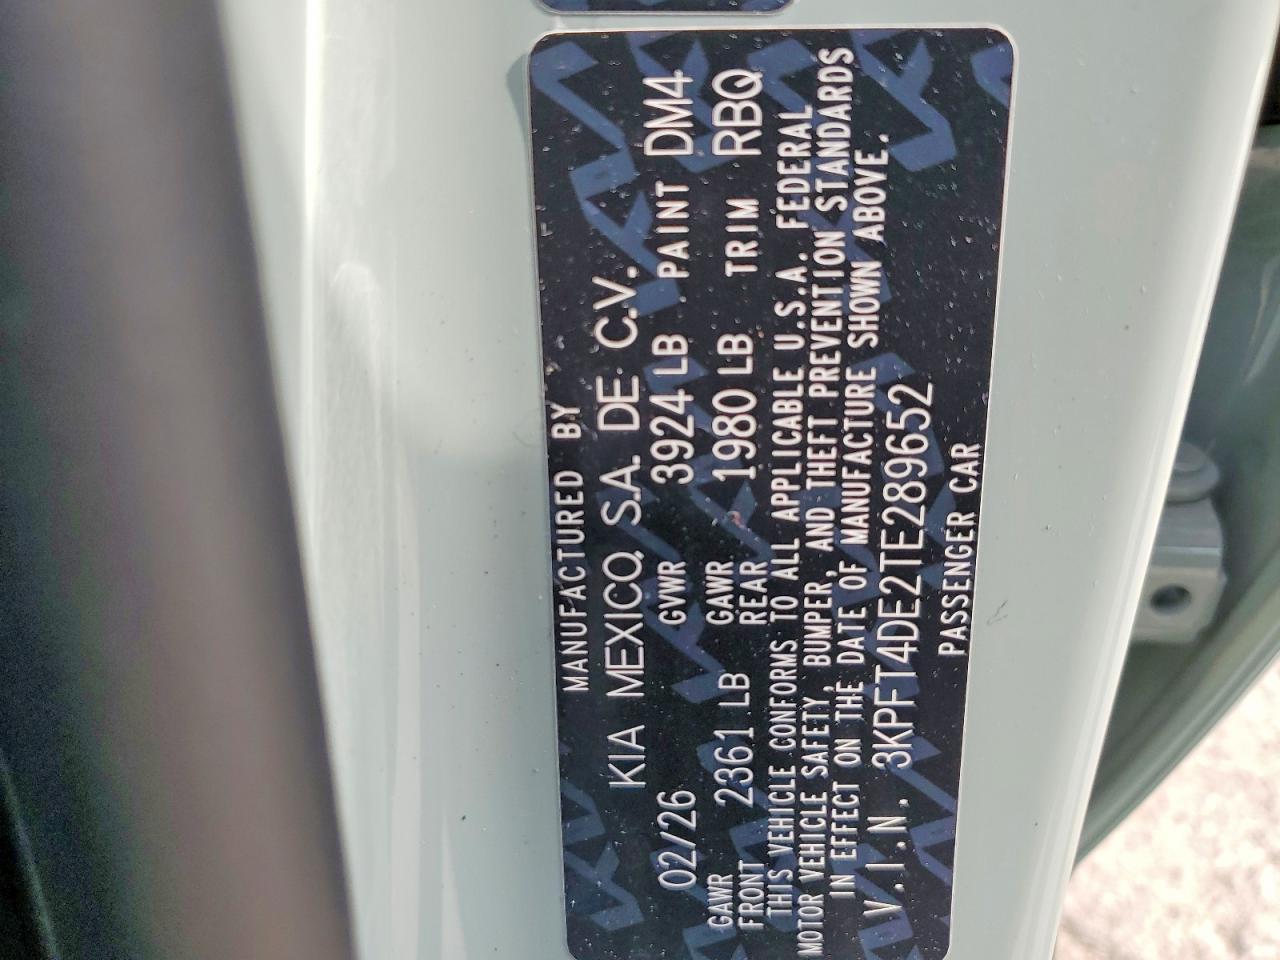 MANUFACTURED BY
KIA MEXICO, S.A. DE C.V.
02/26 GVWR 3924 LB PAINT DM4
GAWR FRONT 2361 LB GAWR REAR 1980 LB TRIM RBQ
THIS VEHICLE CONFORMS TO ALL APPLICABLE U.S.A. FEDERAL
MOTOR VEHICLE SAFETY, BUMPER, AND THEFT PREVENTION STANDARDS
IN EFFECT ON THE DATE OF MANUFACTURE SHOWN ABOVE.
V.I.N. 3KPFT4DE2TE289652
PASSENGER CAR